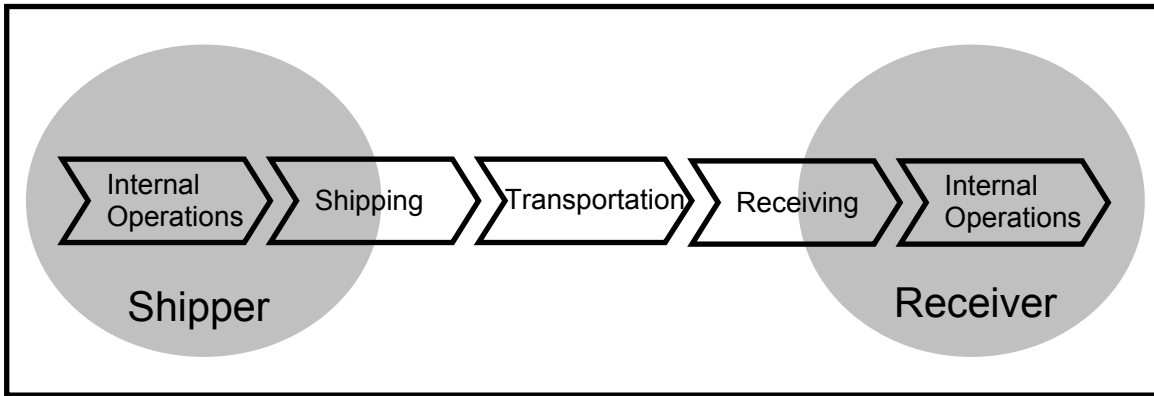 Internal
Operations
Shipping
Transportation
Receiving
Internal
Operations
Shipper
Receiver